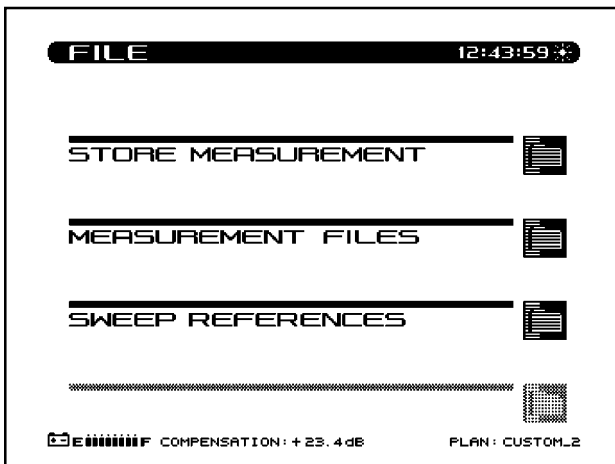 FILE 12:43:59
STORE MEASUREMENT
MEASUREMENT FILES
SWEEP REFERENCES
E F COMPENSATION:+23.4dB PLAN: CUSTOM_2